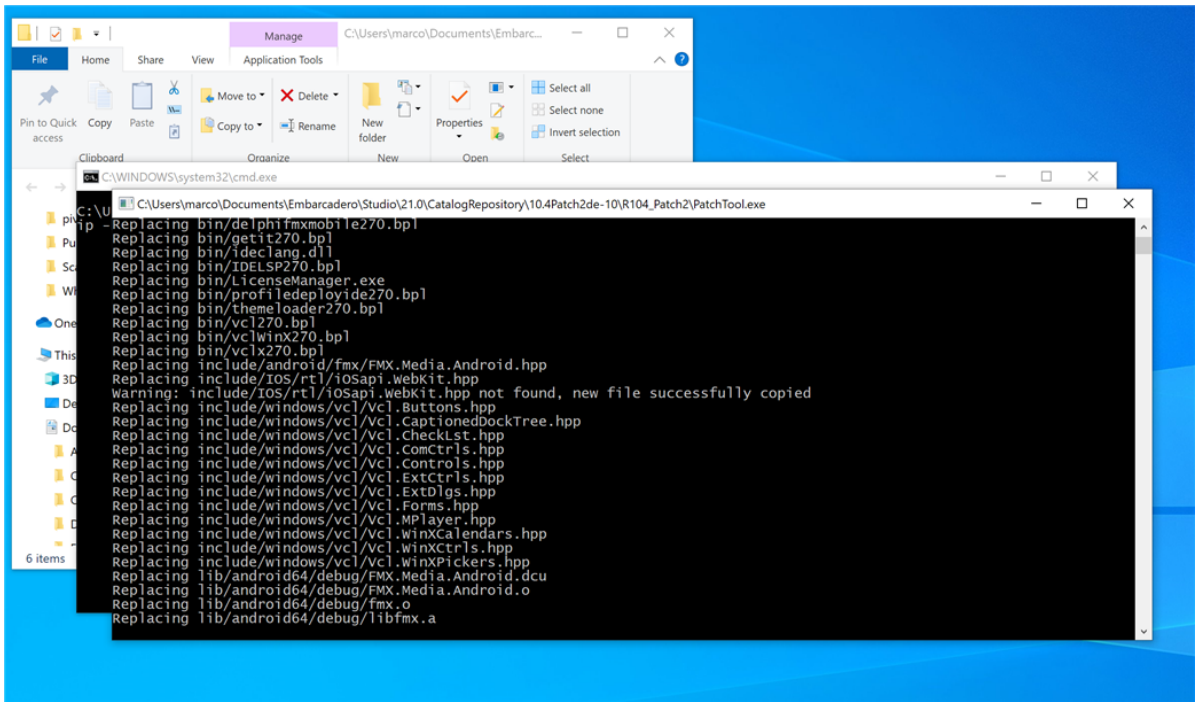 Manage
C:\Users\marco\Documents\Embarc...
File
Home
Share
View
Application Tools
Pin to Quick access
Copy
Paste
Move to
Copy to
Delete
Rename
New folder
Properties
Select all
Select none
Invert selection
Clipboard
Organize
New
Open
Select
C:\WINDOWS\system32\cmd.exe
C:\U
ip -
C:\Users\marco\Documents\Embarcadero\Studio\21.0\CatalogRepository\10.4Patch2de-10\R104_Patch2\PatchTool.exe
Replacing bin/delphifmxmobile270.bpl
Replacing bin/getit270.bpl
Replacing bin/ideclang.dll
Replacing bin/IDELSP270.bpl
Replacing bin/LicenseManager.exe
Replacing bin/profiledeployide270.bpl
Replacing bin/themeloader270.bpl
Replacing bin/vcl270.bpl
Replacing bin/vclWinX270.bpl
Replacing bin/vclx270.bpl
Replacing include/android/fmx/FMX.Media.Android.hpp
Replacing include/IOS/rtl/iOSapi.WebKit.hpp
Warning: include/IOS/rtl/iOSapi.WebKit.hpp not found, new file successfully copied
Replacing include/windows/vcl/Vcl.Buttons.hpp
Replacing include/windows/vcl/Vcl.CaptionedDockTree.hpp
Replacing include/windows/vcl/Vcl.CheckLst.hpp
Replacing include/windows/vcl/Vcl.ComCtrls.hpp
Replacing include/windows/vcl/Vcl.Controls.hpp
Replacing include/windows/vcl/Vcl.ExtCtrls.hpp
Replacing include/windows/vcl/Vcl.ExtDlgs.hpp
Replacing include/windows/vcl/Vcl.Forms.hpp
Replacing include/windows/vcl/Vcl.MPlayer.hpp
Replacing include/windows/vcl/Vcl.WinXCalendars.hpp
Replacing include/windows/vcl/Vcl.WinXCtrls.hpp
Replacing include/windows/vcl/Vcl.WinXPickers.hpp
Replacing lib/android64/debug/FMX.Media.Android.dcu
Replacing lib/android64/debug/FMX.Media.Android.o
Replacing lib/android64/debug/fmx.o
Replacing lib/android64/debug/libfmx.a
Pu
One
This
3D
De
6 items